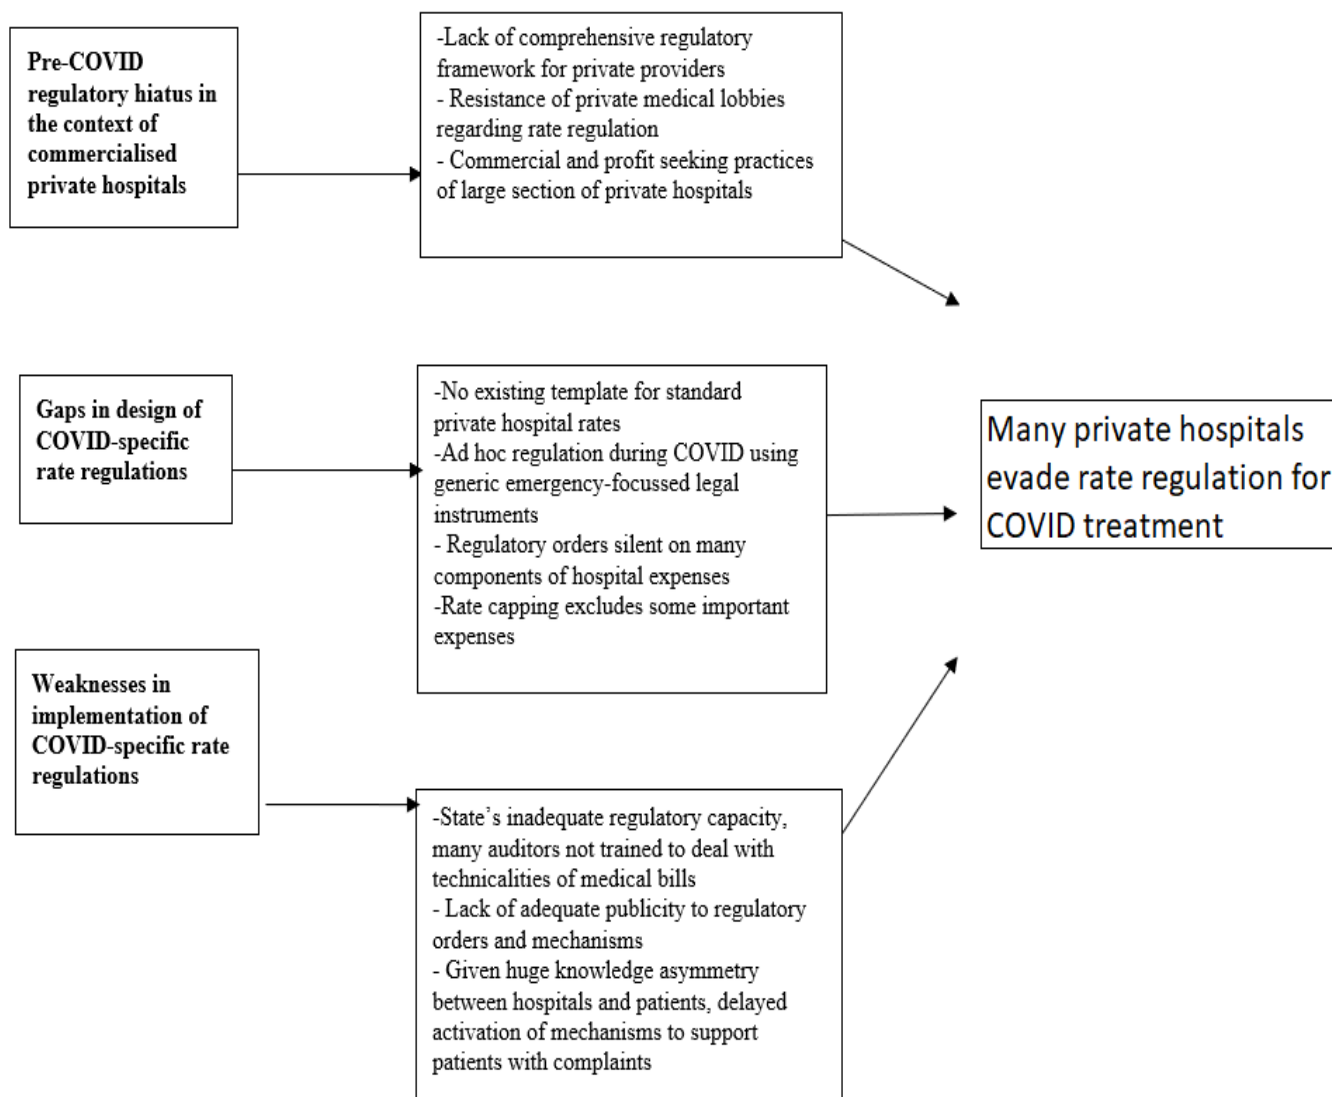 Pre-COVID
regulatory hiatus in
the context of
commercialised
private hospitals
-Lack of comprehensive regulatory
framework for private providers
- Resistance of private medical lobbies
regarding rate regulation
- Commercial and profit seeking practices
of large section of private hospitals
Gaps in design of
COVID-specific
rate regulations
-No existing template for standard
private hospital rates
-Ad hoc regulation during COVID using
generic emergency-focussed legal
instruments
- Regulatory orders silent on many
components of hospital expenses
-Rate capping excludes some important
expenses
Many private hospitals
evade rate regulation for
COVID treatment
Weaknesses in
implementation of
COVID-specific rate
regulations
-State’s inadequate regulatory capacity,
many auditors not trained to deal with
technicalities of medical bills
- Lack of adequate publicity to regulatory
orders and mechanisms
- Given huge knowledge asymmetry
between hospitals and patients, delayed
activation of mechanisms to support
patients with complaints